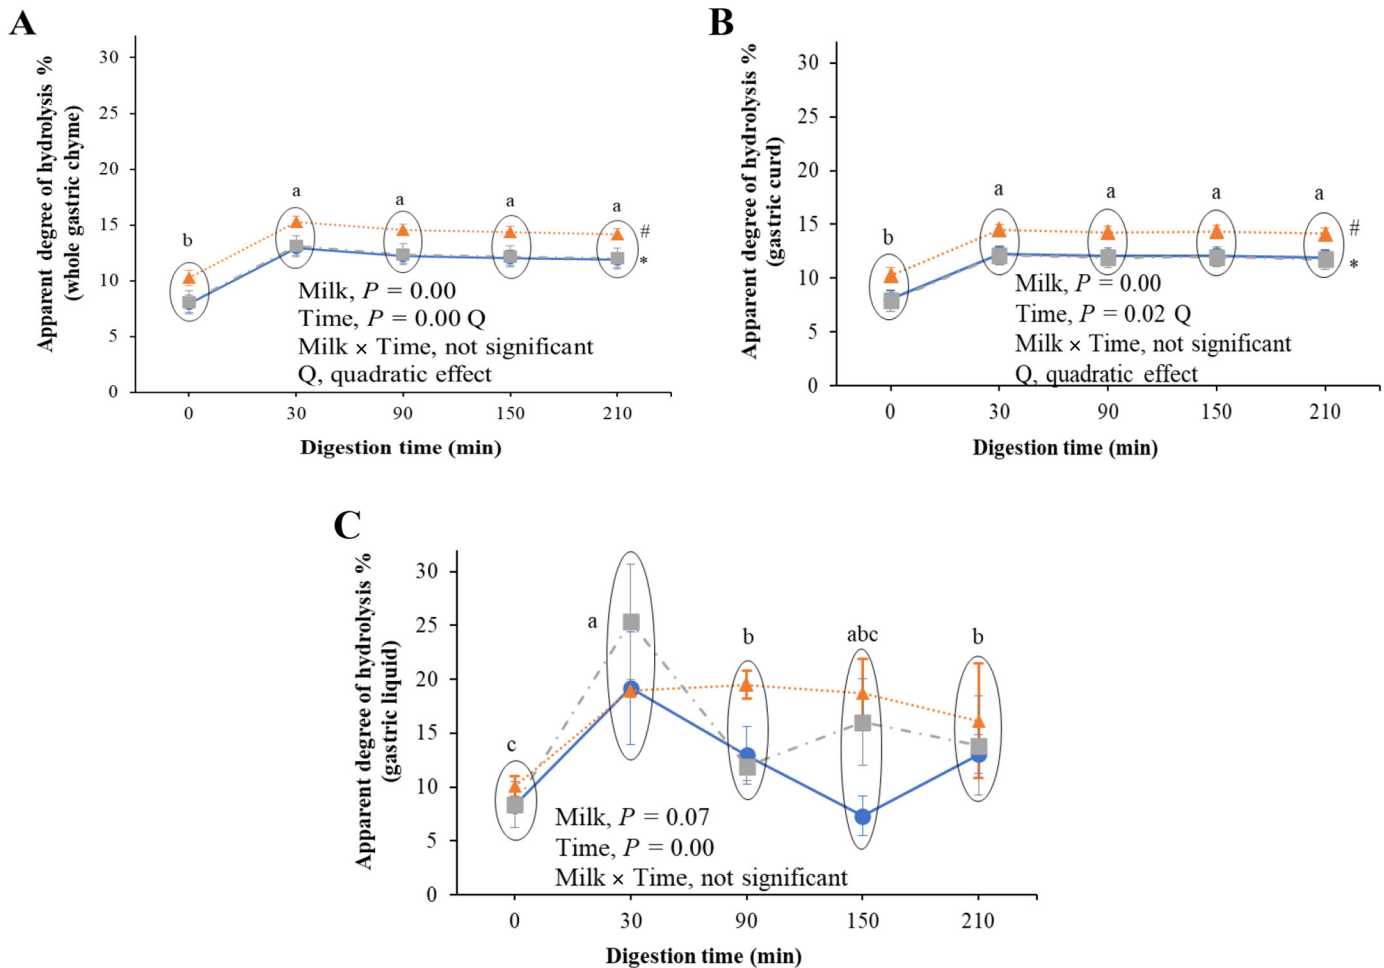 A
Apparent degree of hydrolysis %
(whole gastric chyme)
30
25
20
15
10
5
0
b
a
a
a
a
#
*
Milk, P = 0.00
Time, P = 0.00 Q
Milk × Time, not significant
Q, quadratic effect
0 30 90 150 210
Digestion time (min)
B
Apparent degree of hydrolysis %
(gastric curd)
30
25
20
15
10
5
0
b
a
a
a
a
#
*
Milk, P = 0.00
Time, P = 0.02 Q
Milk × Time, not significant
Q, quadratic effect
0 30 90 150 210
Digestion time (min)
C
Apparent degree of hydrolysis %
(gastric liquid)
30
25
20
15
10
5
0
c
a
b
abc
b
Milk, P = 0.07
Time, P = 0.00
Milk × Time, not significant
0 30 90 150 210
Digestion time (min)